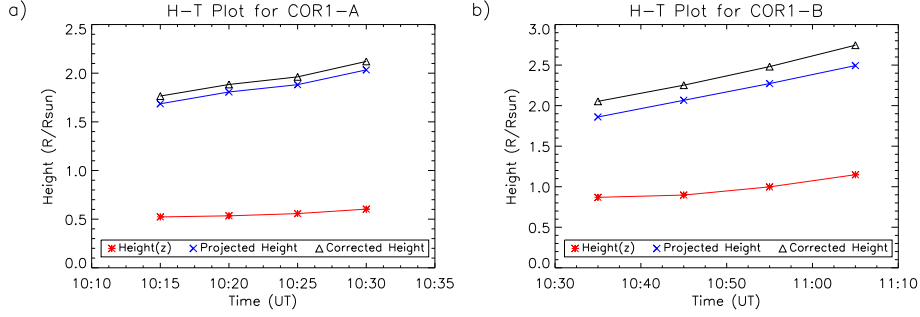 a)
H-T Plot for COR1-A
2.5
2.0
1.5
1.0
0.5
0.0
Height (R/Rsun)
Height(z) Projected Height Corrected Height
10:10 10:15 10:20 10:25 10:30 10:35
Time (UT)
b)
H-T Plot for COR1-B
3.0
2.5
2.0
1.5
1.0
0.5
0.0
Height (R/Rsun)
Height(z) Projected Height Corrected Height
10:30 10:40 10:50 11:00 11:10
Time (UT)